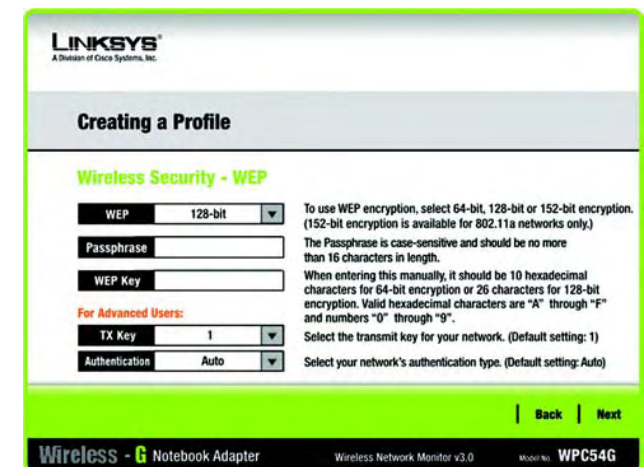 LINKSYS®
A Division of Cisco Systems, Inc.
Creating a Profile
Wireless Security - WEP
WEP 128-bit
To use WEP encryption, select 64-bit, 128-bit or 152-bit encryption.
(152-bit encryption is available for 802.11a networks only.)
Passphrase
The Passphrase is case-sensitive and should be no more
than 16 characters in length.
WEP Key
When entering this manually, it should be 10 hexadecimal
characters for 64-bit encryption or 26 characters for 128-bit
encryption. Valid hexadecimal characters are “A” through “F”
and numbers “0” through “9”.
For Advanced Users:
TX Key 1
Select the transmit key for your network. (Default setting: 1)
Authentication Auto
Select your network's authentication type. (Default setting: Auto)
Back | Next
Wireless - G Notebook Adapter Wireless Network Monitor v3.0 Model No. WPC54G